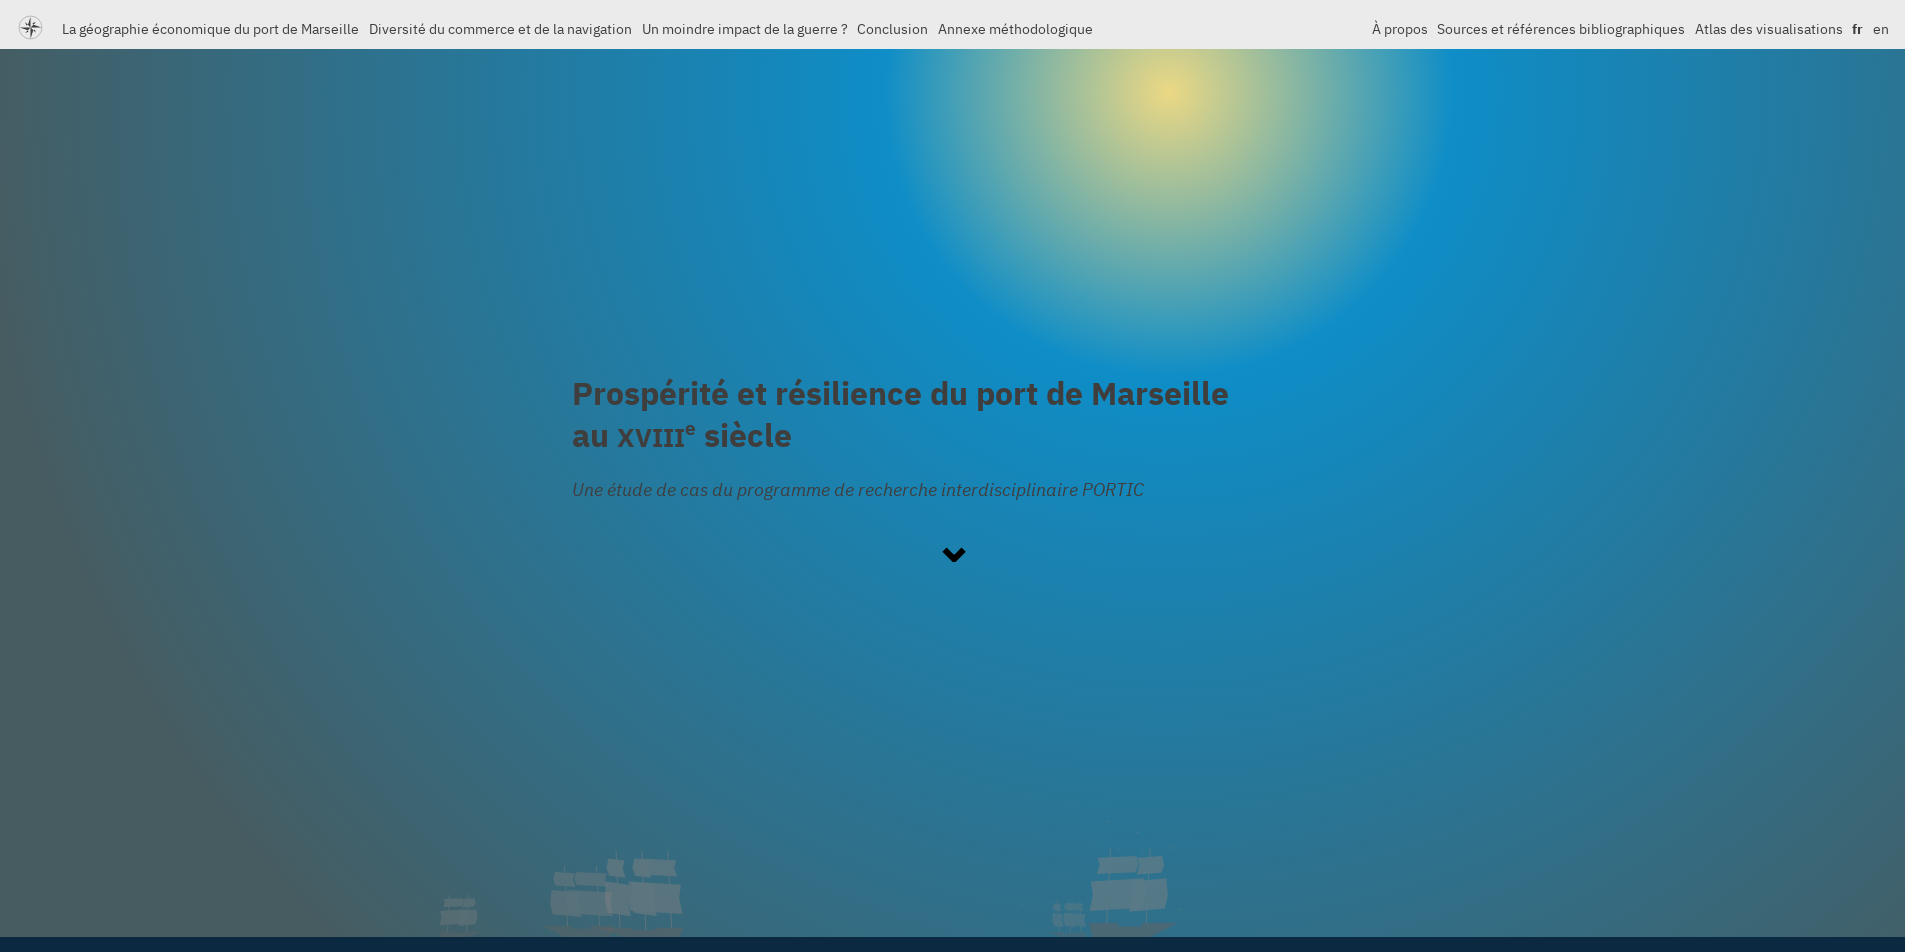 La géographie économique du port de Marseille Diversité du commerce et de la navigation Un moindre impact de la guerre ? Conclusion Annexe méthodologique À propos Sources et références bibliographiques Atlas des visualisations fr en
Prospérité et résilience du port de Marseille
au XVIIIe siècle
Une étude de cas du programme de recherche interdisciplinaire PORTIC